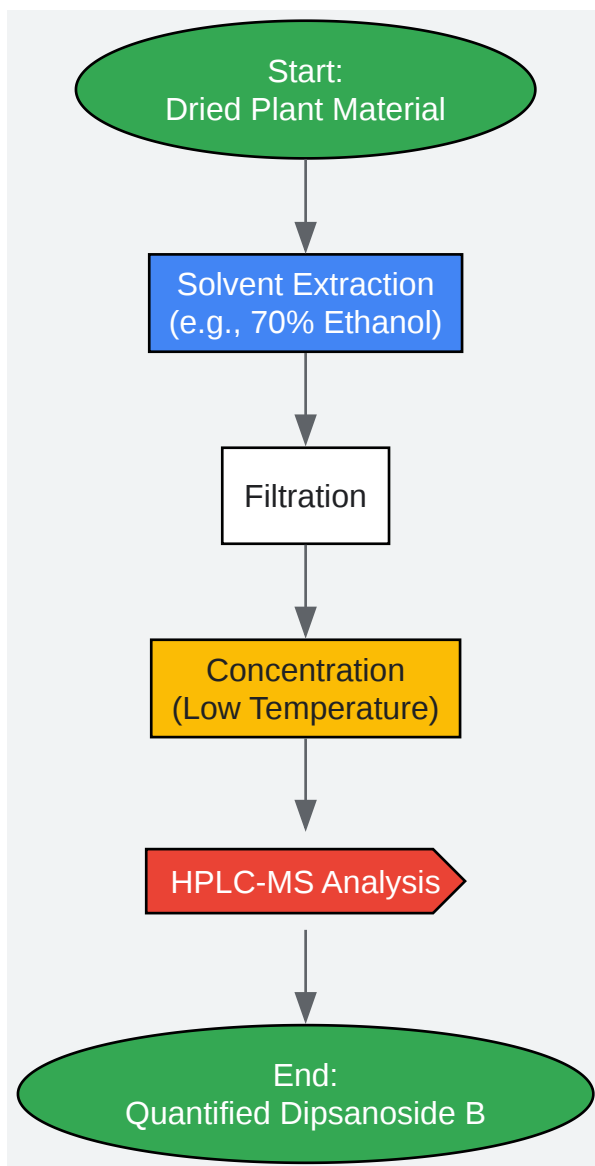 Start:
Dried Plant Material
Solvent Extraction
(e.g., 70% Ethanol)
Filtration
Concentration
(Low Temperature)
HPLC-MS Analysis
End:
Quantified Dipsanoside B